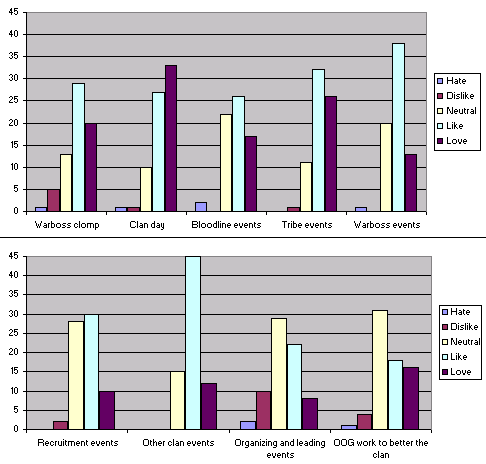 45
40
35
30
25
20
15
10
5
0
Warboss clomp Clan day Bloodline events Tribe events Warboss events
Hate
Dislike
Neutral
Like
Love
45
40
35
30
25
20
15
10
5
0
Recruitment events Other clan events Organizing and leading OOG work to better the
events clan
Hate
Dislike
Neutral
Like
Love